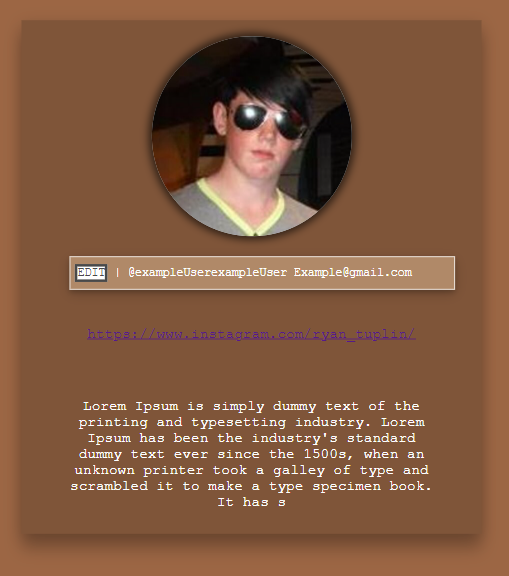 EDIT | @exampleUserexampleUser Example@gmail.com
https://www.instagram.com/ryan_tuplin/
Lorem Ipsum is simply dummy text of the
printing and typesetting industry. Lorem
Ipsum has been the industry's standard
dummy text ever since the 1500s, when an
unknown printer took a galley of type and
scrambled it to make a type specimen book.
It has s